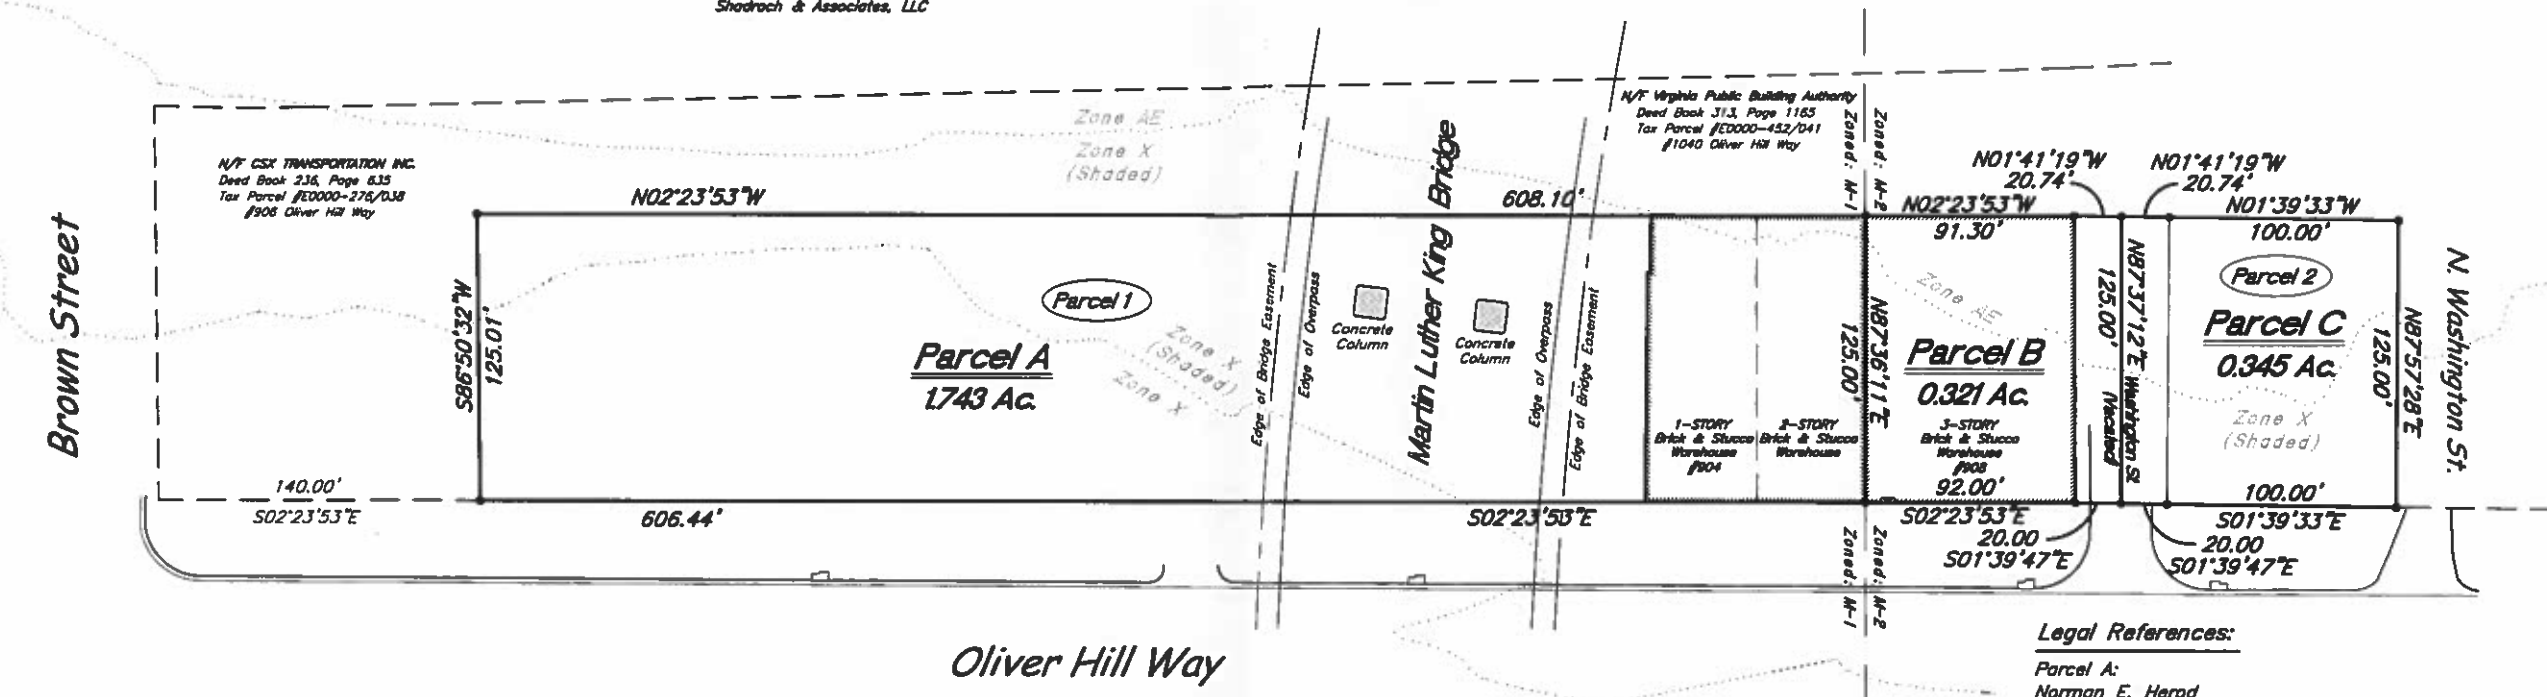 Shadrach & Associates, LLC
N/F CSX TRANSPORTATION INC.
Deed Book 236, Page 635
Tax Parcel #E0000-276/038
#906 Oliver Hill Way
Zone AE
Zone X
(Shaded)
N/F Virginia Public Building Authority
Deed Book 313, Page 1165
Tax Parcel #E0000-452/041
#1040 Oliver Hill Way
Zoned: M-1
Zoned: M-2
N02°23'53"W
608.10'
N02°23'53"W
91.30'
N01°41'19"W
20.74'
N01°41'19"W
20.74'
N01°39'33"W
100.00'
Brown Street
S86°50'32"W
125.01'
Parcel 1
Parcel A
1.743 Ac.
Zone X
(Shaded)
Zone X
Edge of Bridge Easement
Edge of Overpass
Concrete
Column
Martin Luther King Bridge
Concrete
Column
Edge of Overpass
Edge of Bridge Easement
1-STORY
Brick & Stucco
Warehouse
#904
2-STORY
Brick & Stucco
Warehouse
125.00'
N87°36'11"E
Zone AE
Parcel B
0.321 Ac.
3-STORY
Brick & Stucco
Warehouse
#908
92.00'
125.00'
N87°37'12"E
Washington St
(Vacated)
Parcel 2
Parcel C
0.345 Ac.
Zone X
(Shaded)
100.00'
125.00'
N87°57'28"E
N. Washington St.
140.00'
S02°23'53"E
606.44'
S02°23'53"E
S02°23'53"E
20.00
S01°39'47"E
S01°39'33"E
20.00
S01°39'47"E
Zoned: M-1
Zoned: M-2
Oliver Hill Way
Legal References:
Parcel A:
Norman E. Herod